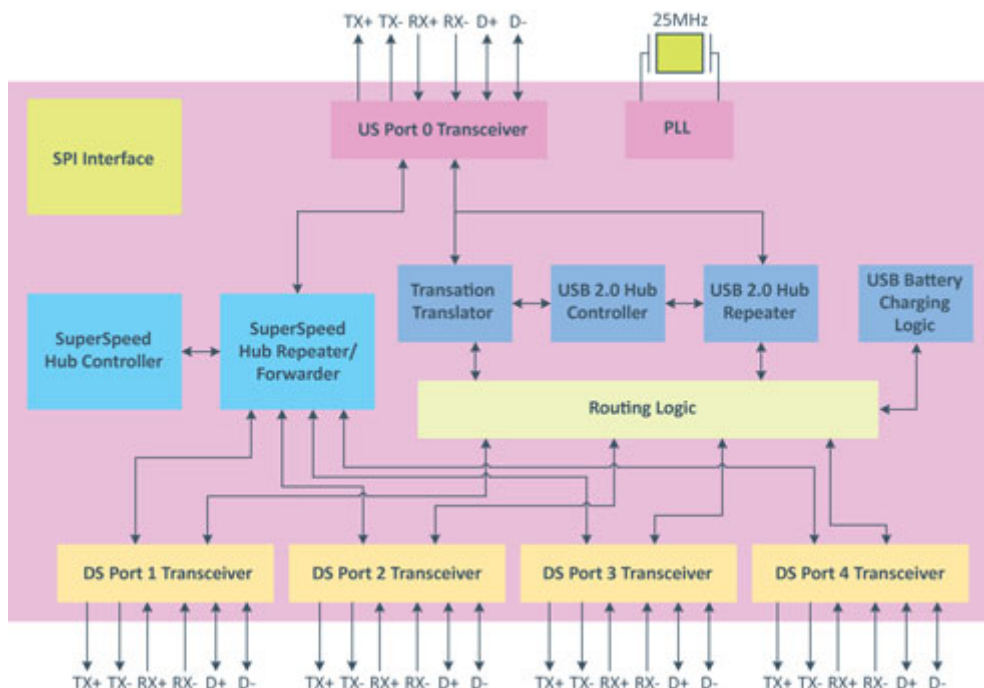 TX+ TX- RX+ RX- D+ D-
25MHz
US Port 0 Transceiver
PLL
SPI Interface
SuperSpeed
Hub Controller
SuperSpeed
Hub Repeater/
Forwarder
Transation
Translator
USB 2.0 Hub
Controller
USB 2.0 Hub
Repeater
USB Battery
Charging
Logic
Routing Logic
DS Port 1 Transceiver
DS Port 2 Transceiver
DS Port 3 Transceiver
DS Port 4 Transceiver
TX+ TX- RX+ RX- D+ D-
TX+ TX- RX+ RX- D+ D-
TX+ TX- RX+ RX- D+ D-
TX+ TX- RX+ RX- D+ D-